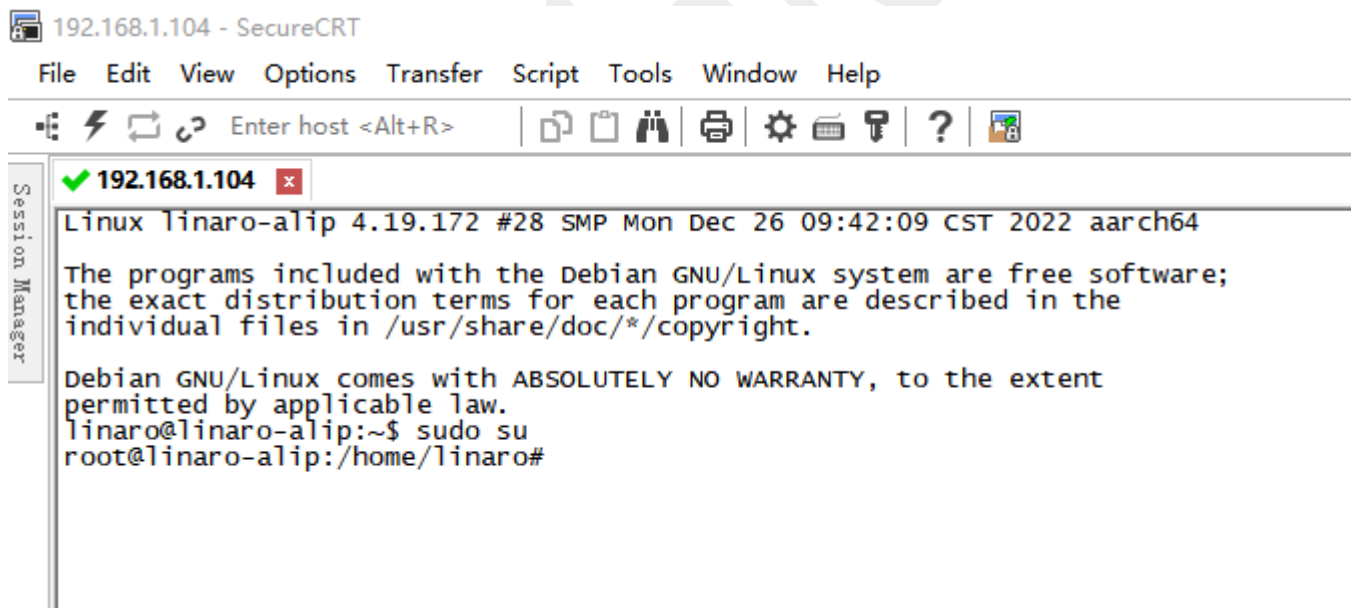 192.168.1.104 - SecureCRT
File Edit View Options Transfer Script Tools Window Help
Enter host <Alt+R>
Session Manager
192.168.1.104
Linux linaro-alip 4.19.172 #28 SMP Mon Dec 26 09:42:09 CST 2022 aarch64
The programs included with the Debian GNU/Linux system are free software;
the exact distribution terms for each program are described in the
individual files in /usr/share/doc/*/copyright.
Debian GNU/Linux comes with ABSOLUTELY NO WARRANTY, to the extent
permitted by applicable law.
linaro@linaro-alip:~$ sudo su
root@linaro-alip:/home/linaro#